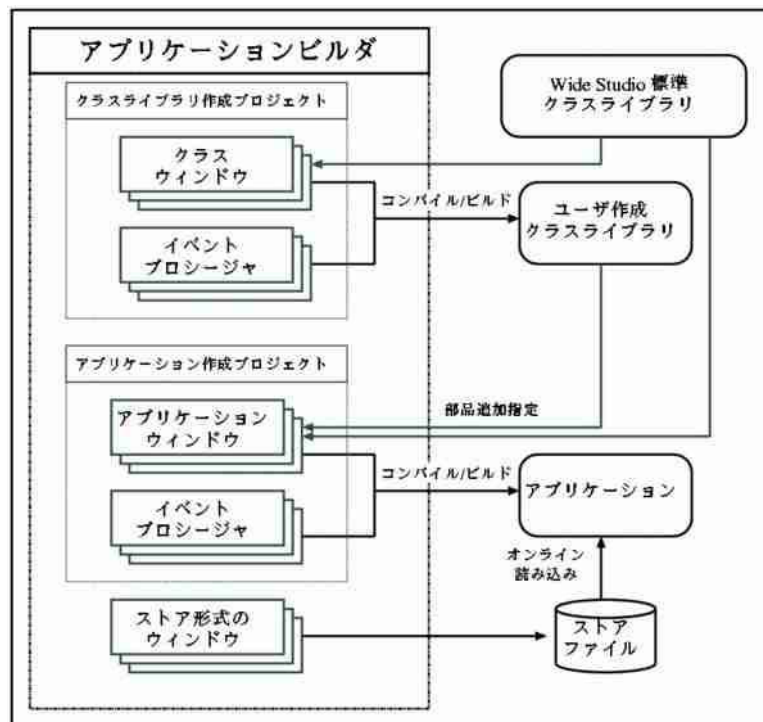 アプリケーションビルダ
クラスライブラリ作成プロジェクト
クラス
ウィンドウ
イベント
プロシージャ
Wide Studio 標準
クラスライブラリ
コンパイル/ビルド
ユーザ作成
クラスライブラリ
アプリケーション作成プロジェクト
アプリケーション
ウィンドウ
イベント
プロシージャ
部品追加指定
コンパイル/ビルド
アプリケーション
オンライン
読み込み
ストア形式の
ウィンドウ
ストア
ファイル